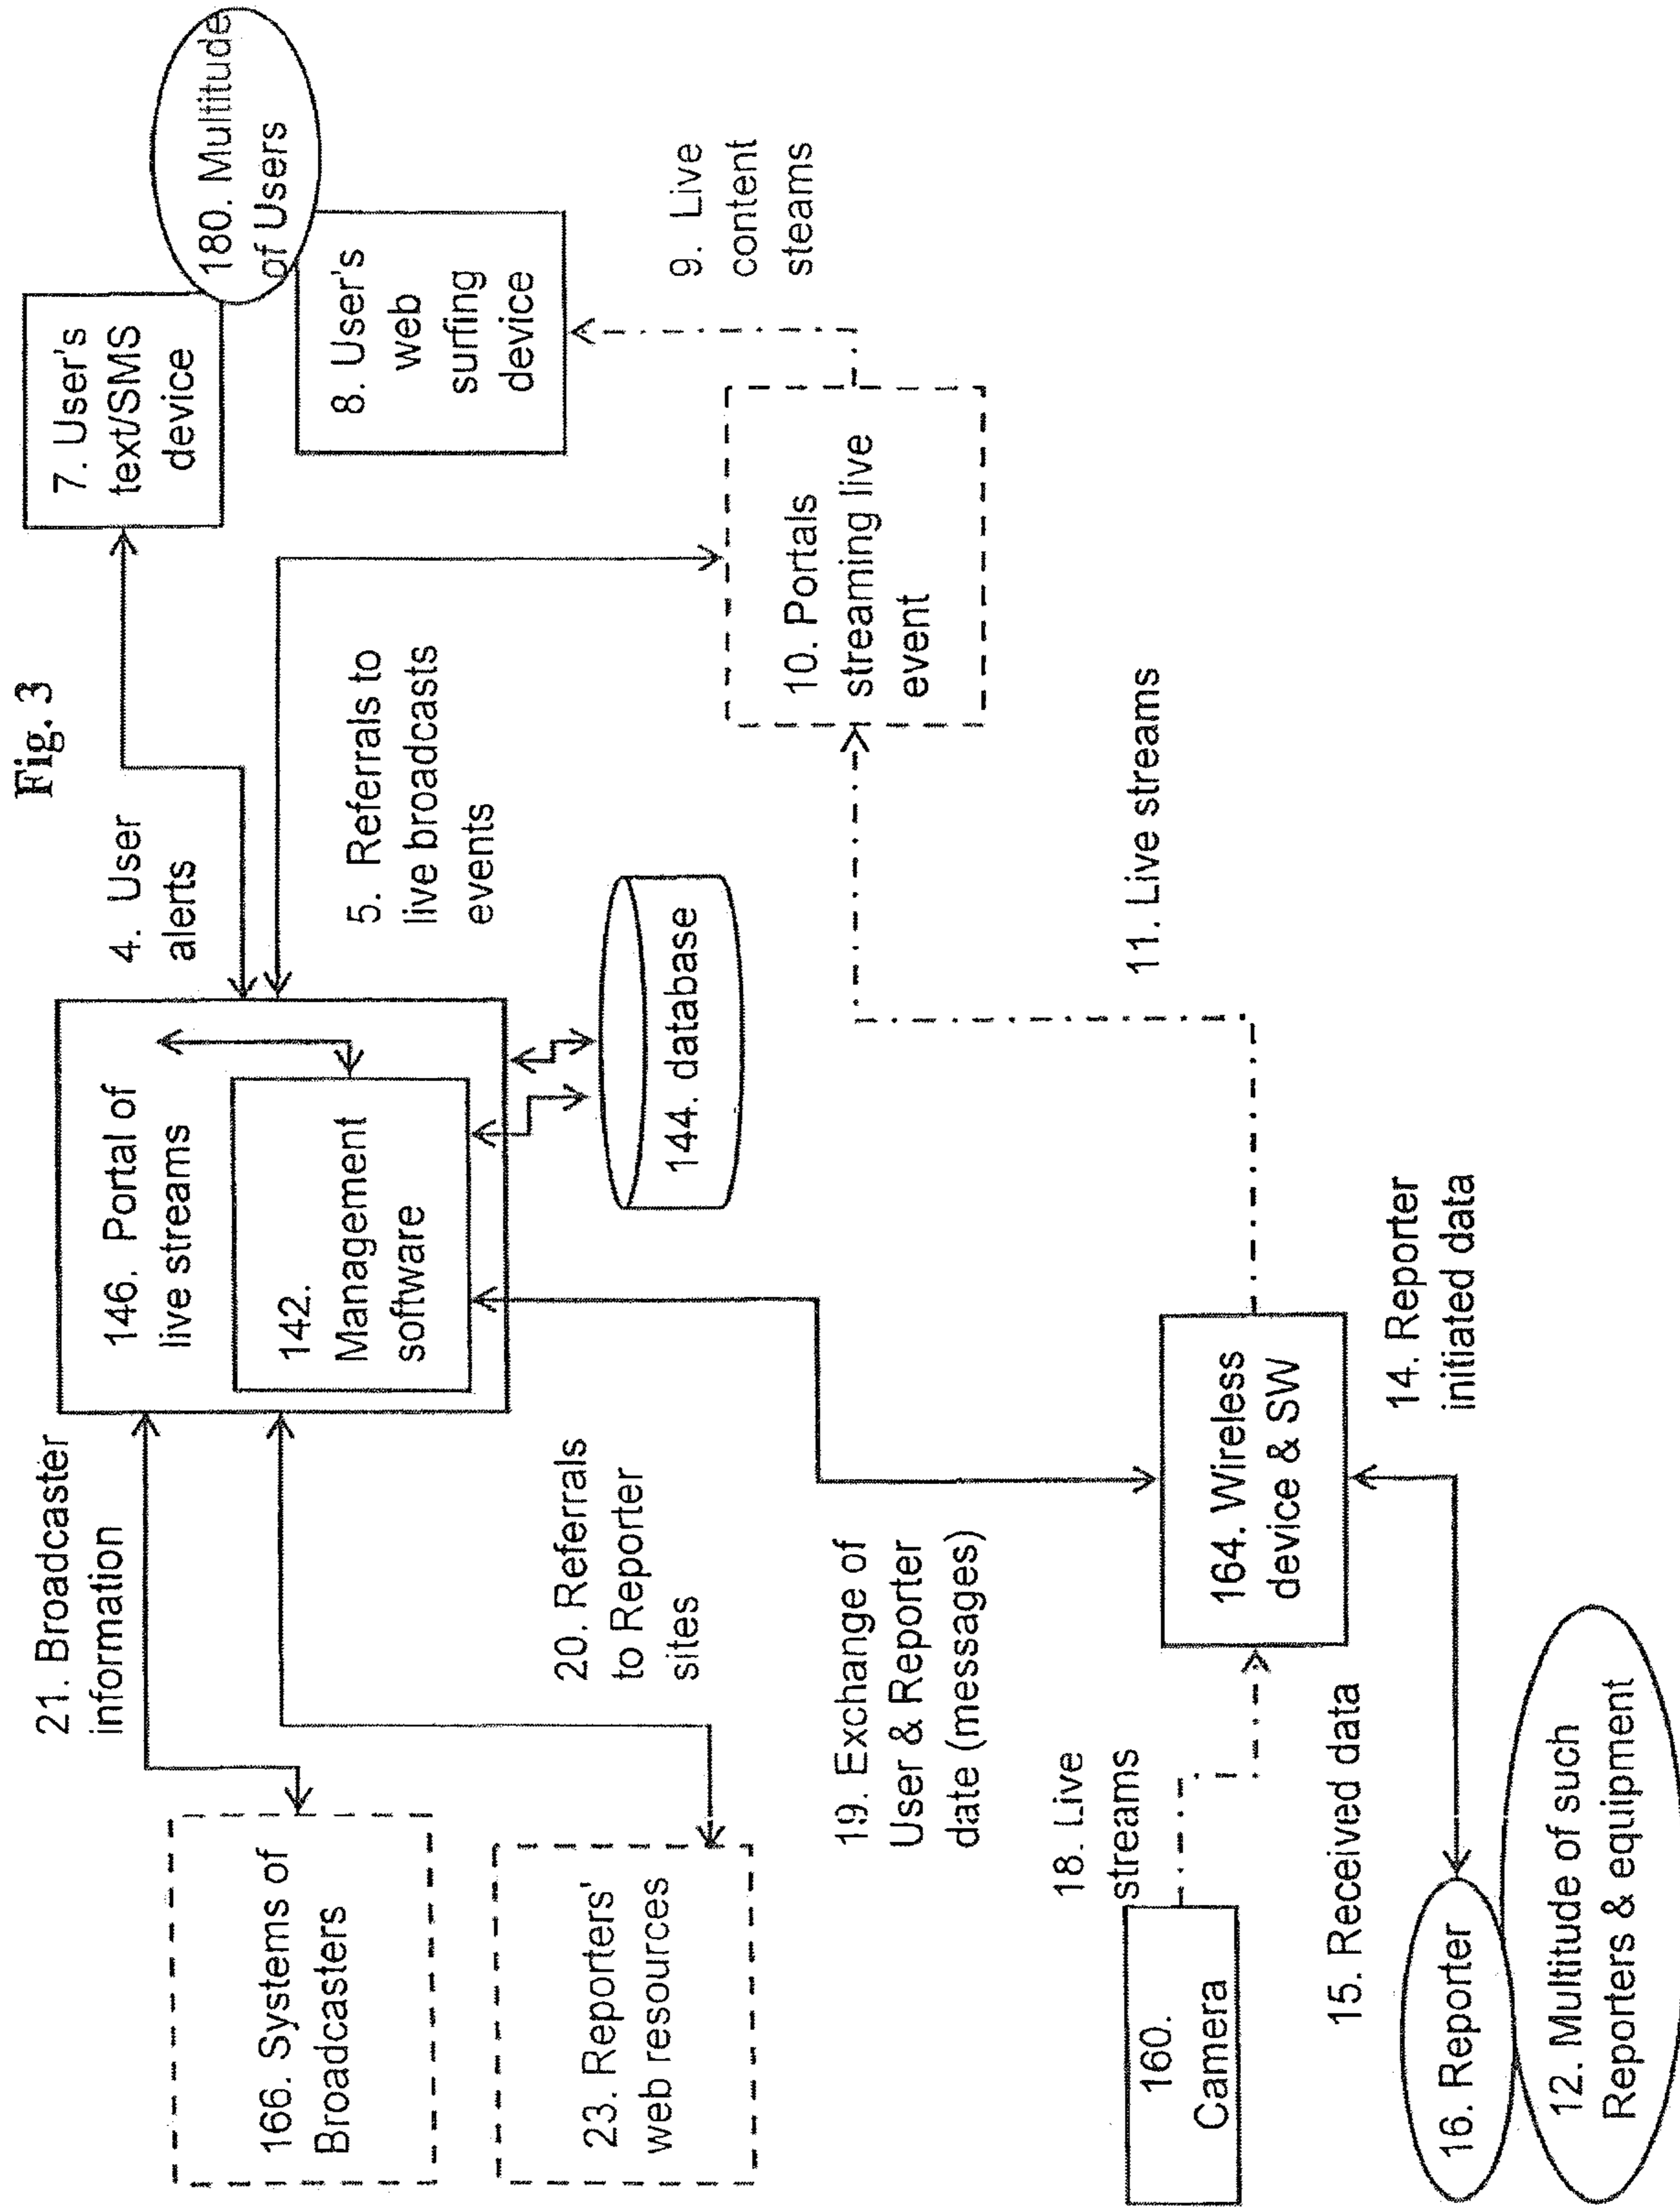 Fig. 3
166. Systems of
Broadcasters
21. Broadcaster
information
146. Portal of
live streams
142.
Management
software
4. User
alerts
7. User's
text/SMS
device
180. Multitude
of Users
8. User's
web
surfing
device
5. Referrals to
live broadcasts
events
144. database
23. Reporters'
web resources
20. Referrals
to Reporter
sites
9. Live
content
steams
10. Portals
streaming live
event
19. Exchange of
User & Reporter
date (messages)
11. Live streams
18. Live
streams
160.
Camera
164. Wireless
device & SW
15. Received data
14. Reporter
initiated data
16. Reporter
12. Multitude of such
Reporters & equipment